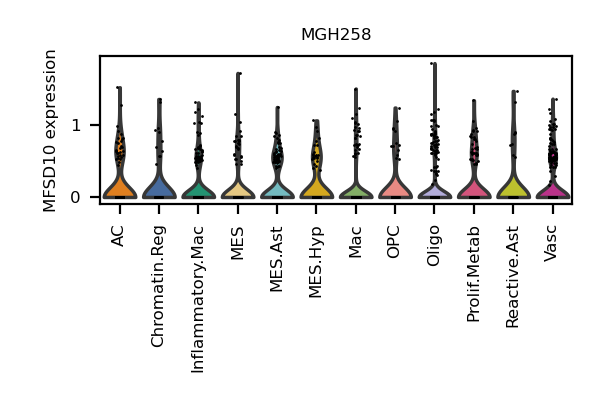 MGH258
MFSD10 expression
1
0
AC
Chromatin.Reg
Inflammatory.Mac
MES
MES.Ast
MES.Hyp
Mac
OPC
Oligo
Prolif.Metab
Reactive.Ast
Vasc